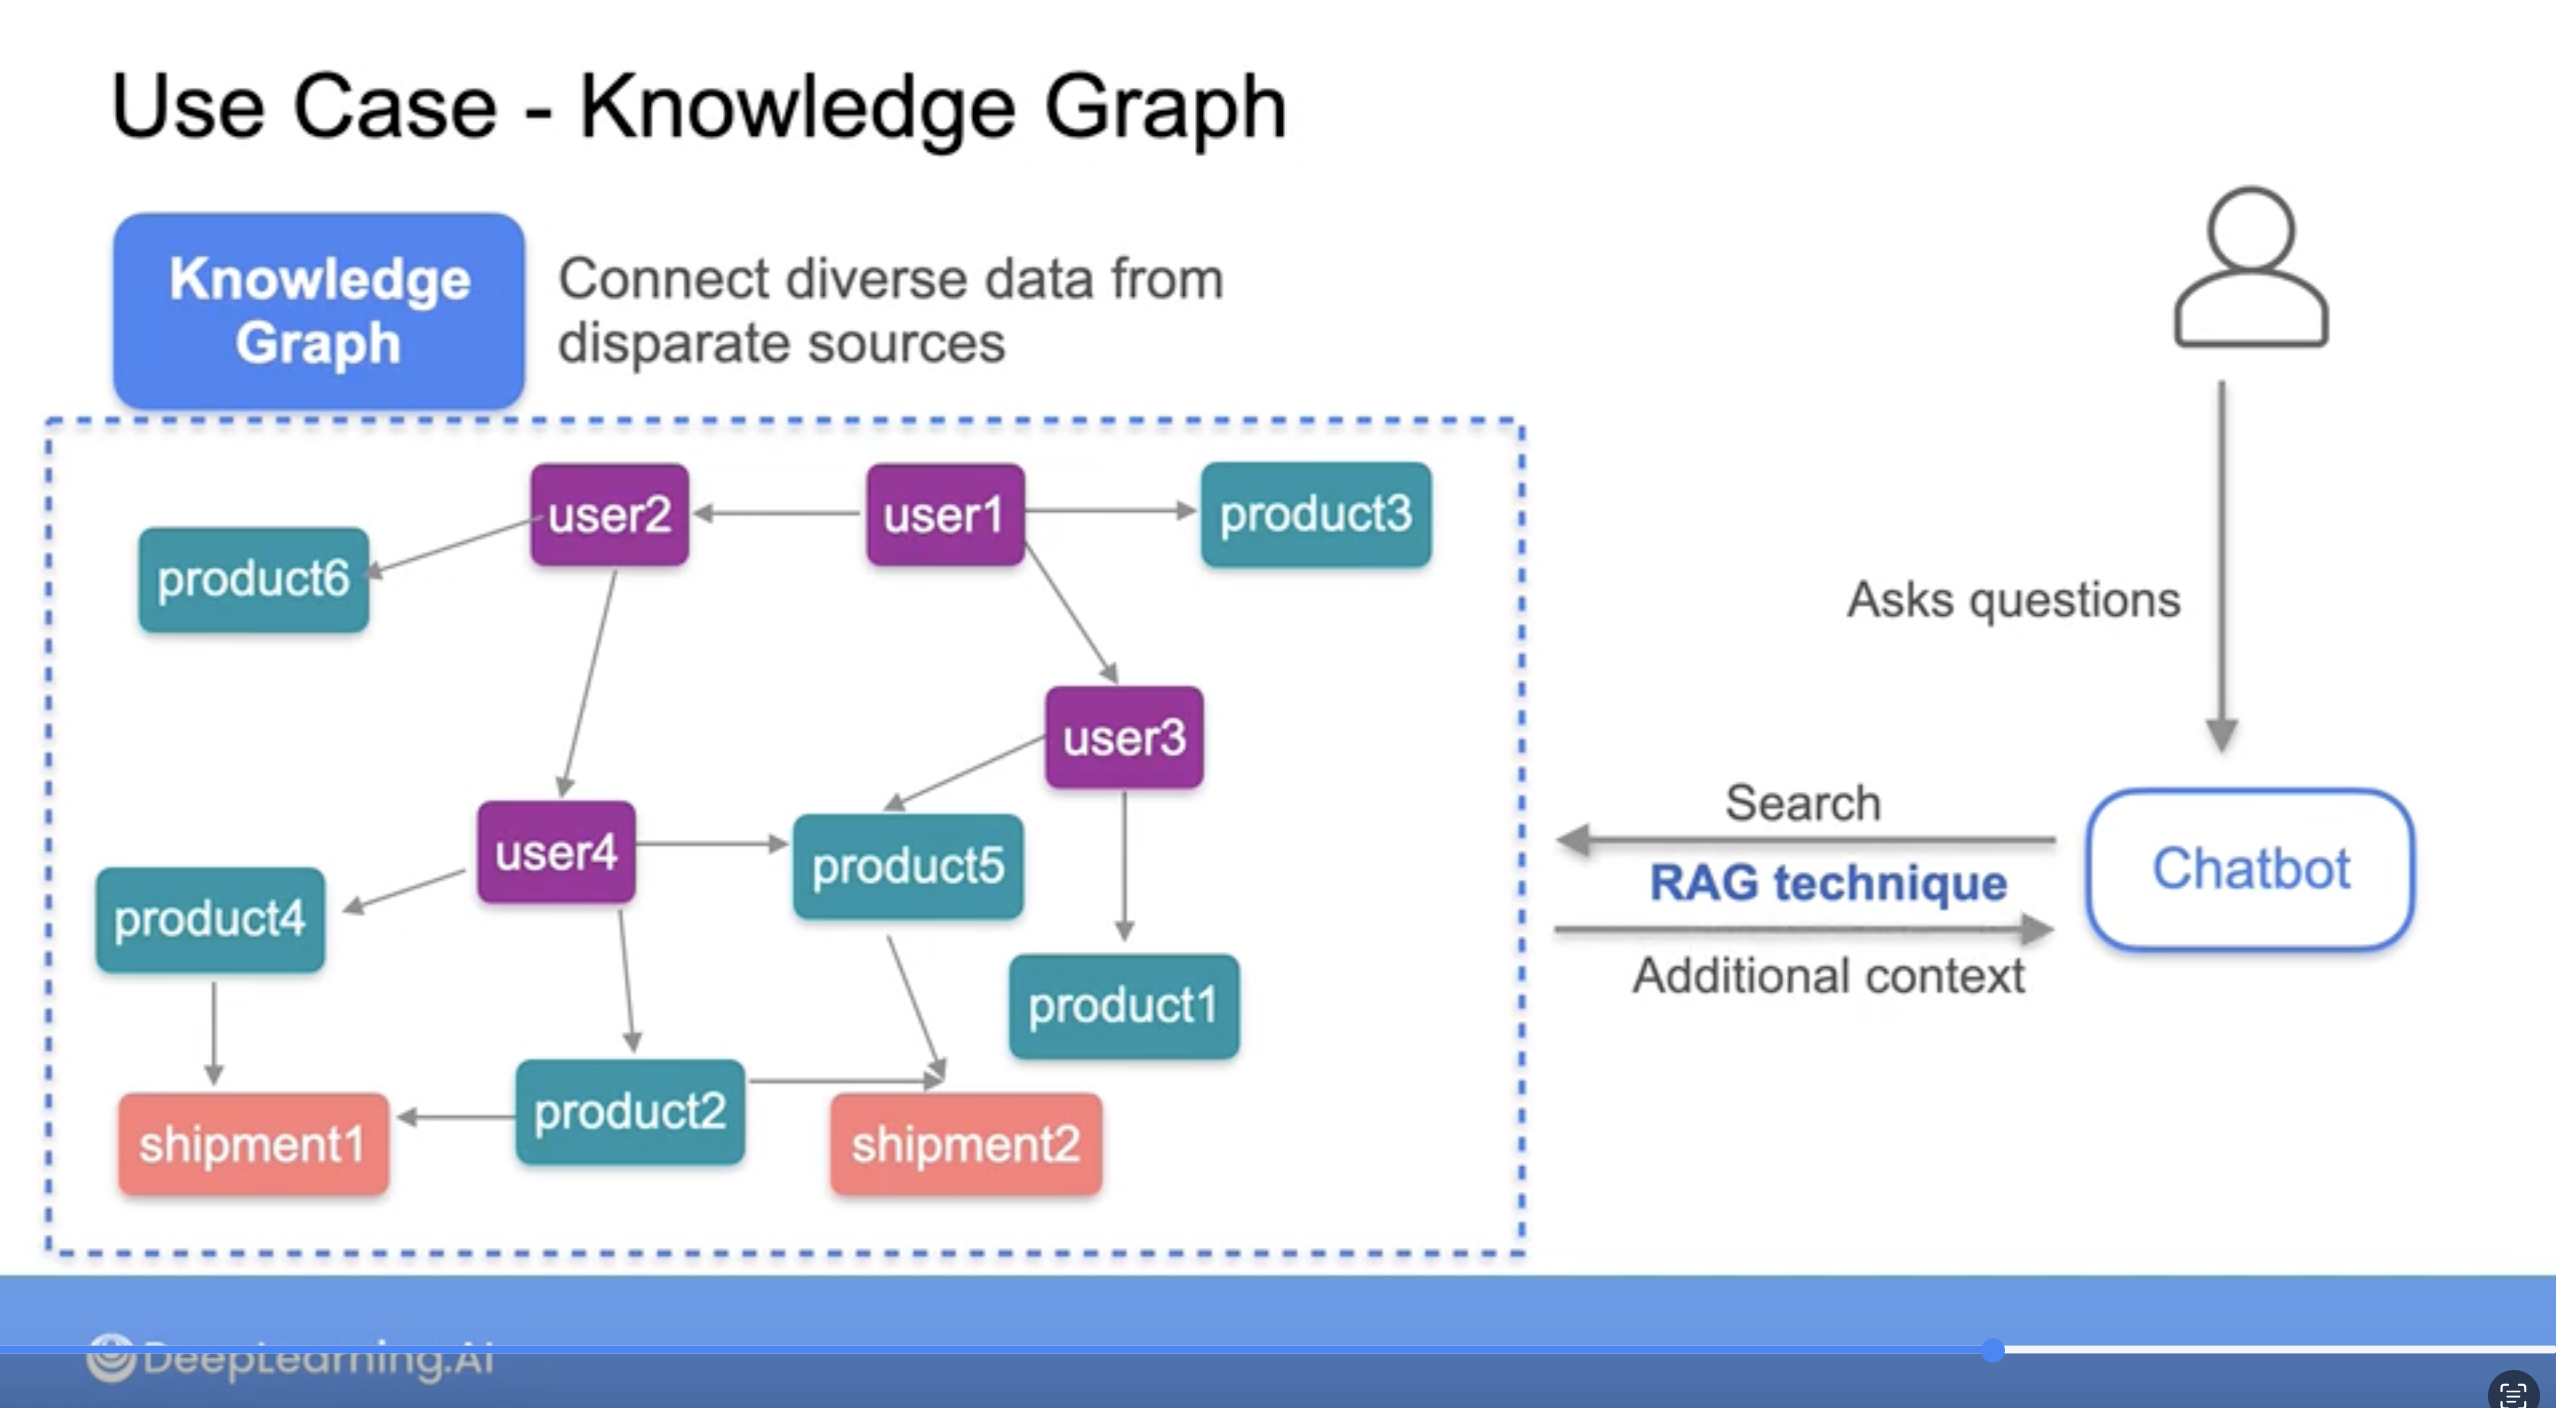 Use Case - Knowledge Graph
Knowledge
Graph
Connect diverse data from
disparate sources
user2
user1
product3
product6
user3
user4
product5
product4
product1
product2
shipment1
shipment2
Asks questions
Search
RAG technique
Additional context
Chatbot
DeepLearning.AI